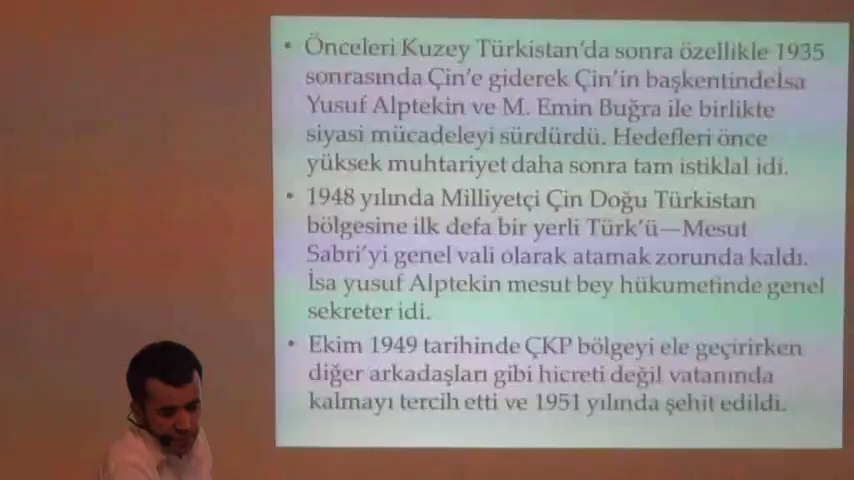 • Önceleri Kuzey Türkistan'da sonra özellikle 1935
sonrasında Çin'e giderek Çin'in başkentindeİsa
Yusuf Alptekin ve M. Emin Buğra ile birlikte
siyasi mücadeleyi sürdürdü. Hedefleri önce
yüksek muhtariyet daha sonra tam istiklal idi.
• 1948 yılında Milliyetçi Çin Doğu Türkistan
bölgesine ilk defa bir yerli Türk'ü—Mesut
Sabri'yi genel vali olarak atamak zorunda kaldı.
İsa yusuf Alptekin mesut bey hükumetinde genel
sekreter idi.
• Ekim 1949 tarihinde ÇKP bölgeyi ele geçirirken
diğer arkadaşları gibi hicreti değil vatanında
kalmayı tercih etti ve 1951 yılında şehit edildi.